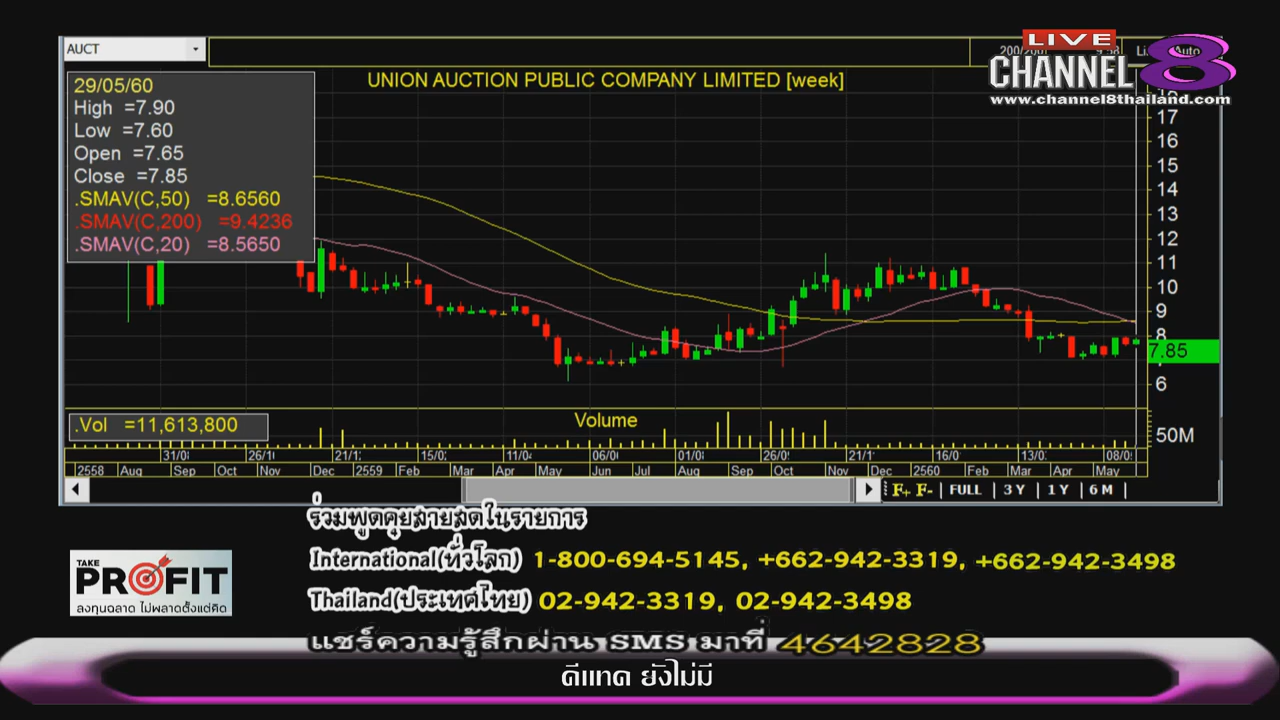 AUCT
200/200
9.58
Auto
LIVE
CHANNEL 8
www.channel8thailand.com
UNION AUCTION PUBLIC COMPANY LIMITED [week]
29/05/60
High =7.90
Low =7.60
Open =7.65
Close =7.85
.SMAV(C,50) =8.6560
.SMAV(C,200) =9.4236
.SMAV(C,20) =8.5650
17
16
15
14
13
12
11
10
9
8
7.85
6
.Vol =11,613,800
Volume
50M
2558 Aug Sep Oct Nov Dec 2559 Feb Mar Apr May Jun Jul Aug Sep Oct Nov Dec 2560 Feb Mar Apr May
F+ F- FULL 3Y 1Y 6M
ร่วมพูดคุยสายสดในรายการ
International(ทั่วโลก) 1-800-694-5145, +662-942-3319, +662-942-3498
Thailand(ประเทศไทย) 02-942-3319, 02-942-3498
แชร์ความรู้สึกผ่าน SMS มาที่ 4642828
TAKE
PROFIT
ลงทุนฉลาด ไม่พลาดตั้งแต่คิด
ดีแทค ยังไม่มี